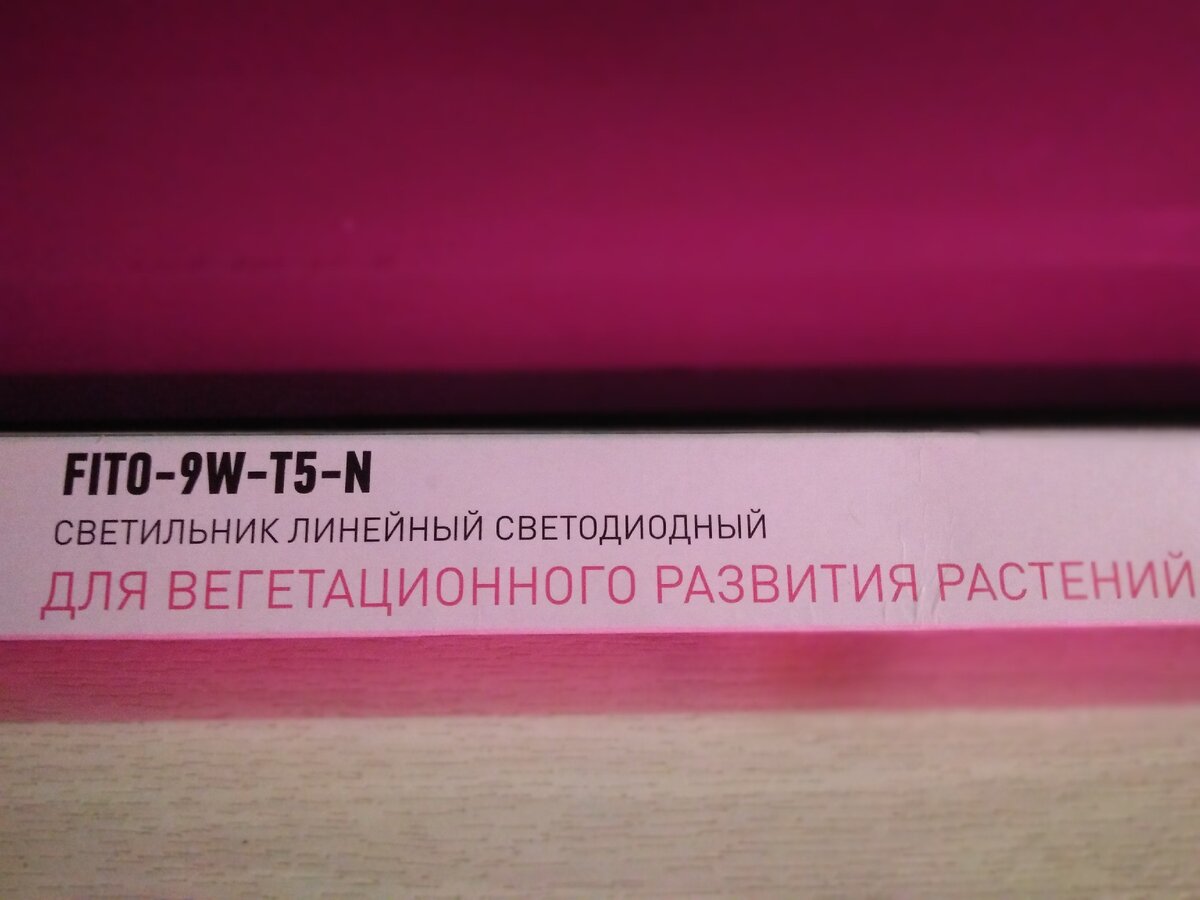 FITO-9W-T5-N
СВЕТИЛЬНИК ЛИНЕЙНЫЙ СВЕТОДИОДНЫЙ
ДЛЯ ВЕГЕТАЦИОННОГО РАЗВИТИЯ РАСТЕНИЙ